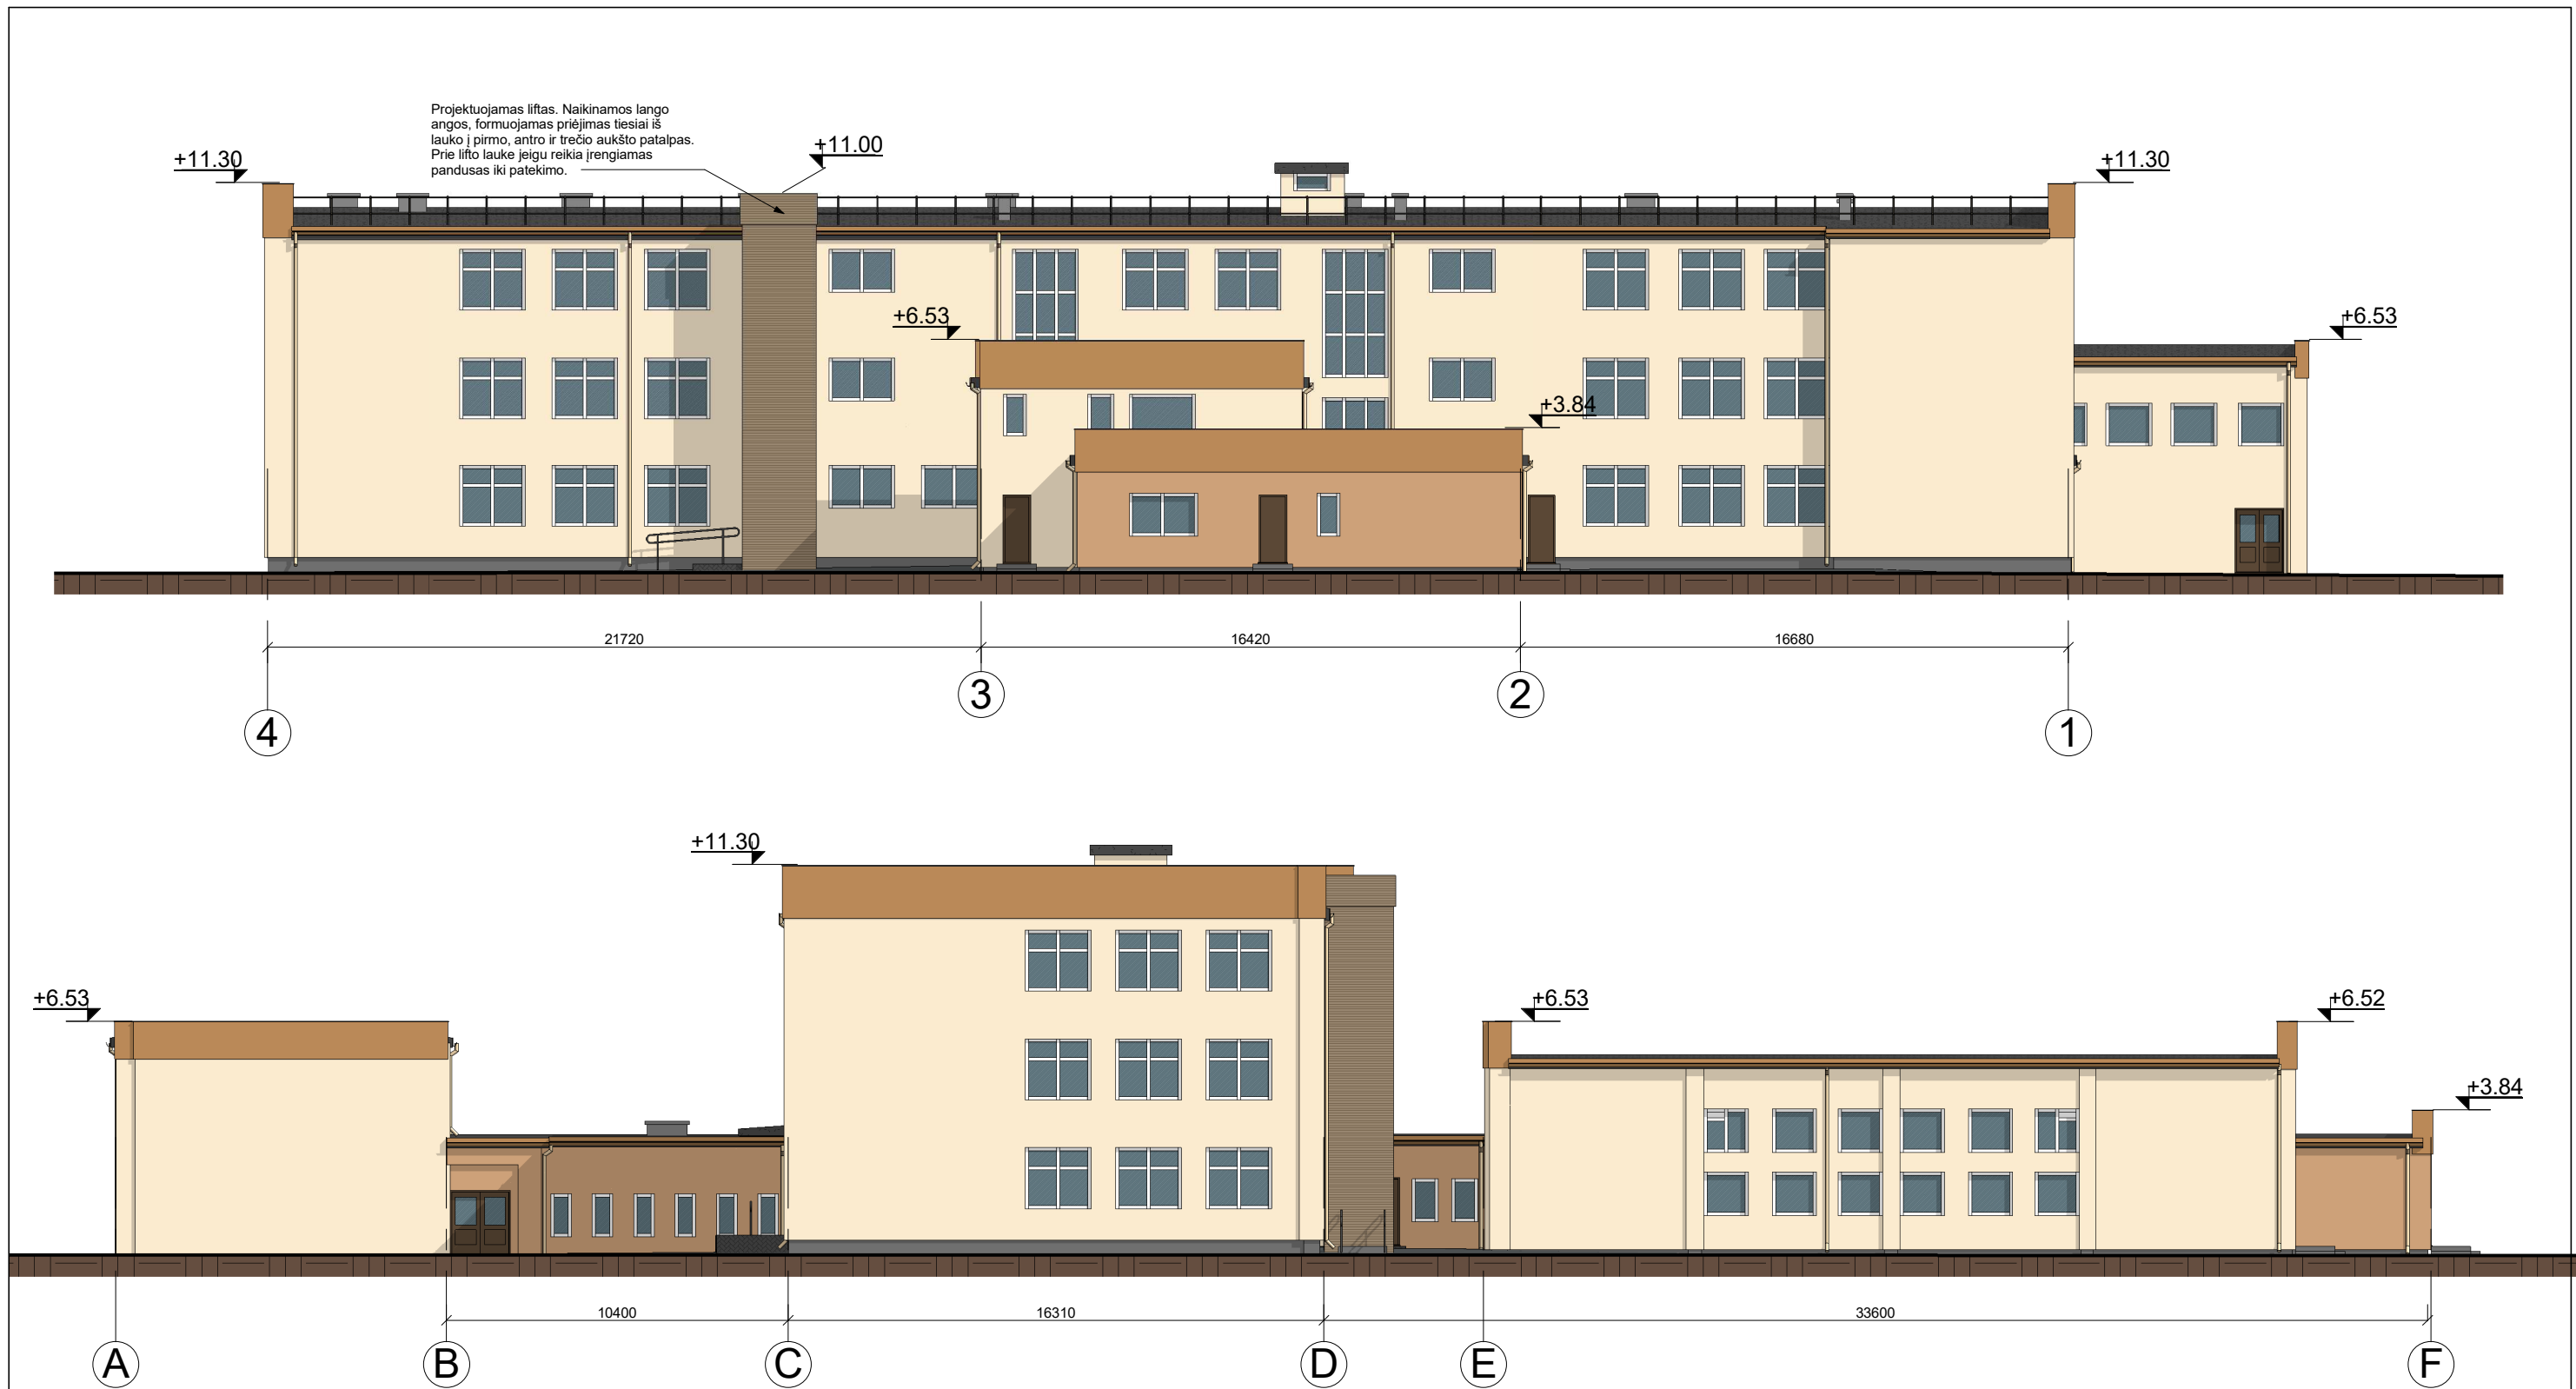 Projektuojamas liftas. Naikinamos lango
angos, formuojamas priėjimas tiesiai iš
lauko į pirmo, antro ir trečio aukšto patalpas.
Prie lifto lauke jeigu reikia įrengiamas
pandusas iki patekimo.
+11.30
+11.00
+11.30
+6.53
+6.53
+3.84
21720
16420
16680
4
3
2
1
+11.30
+6.53
+6.53
+6.52
+3.84
10400
16310
33600
A
B
C
D
E
F